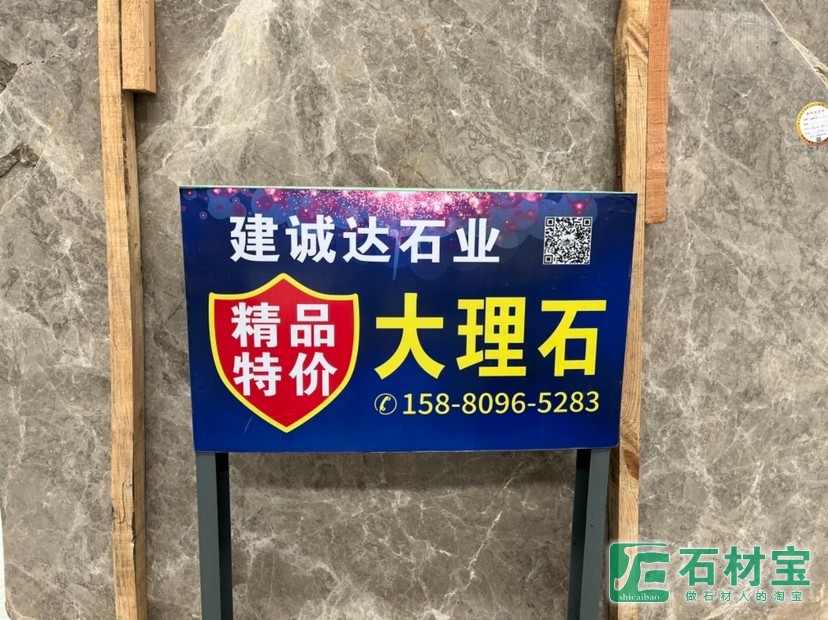 建诚达石业
精品
特价
大理石
158-8096-5283
石材宝
shicaibao
做石材人的淘宝